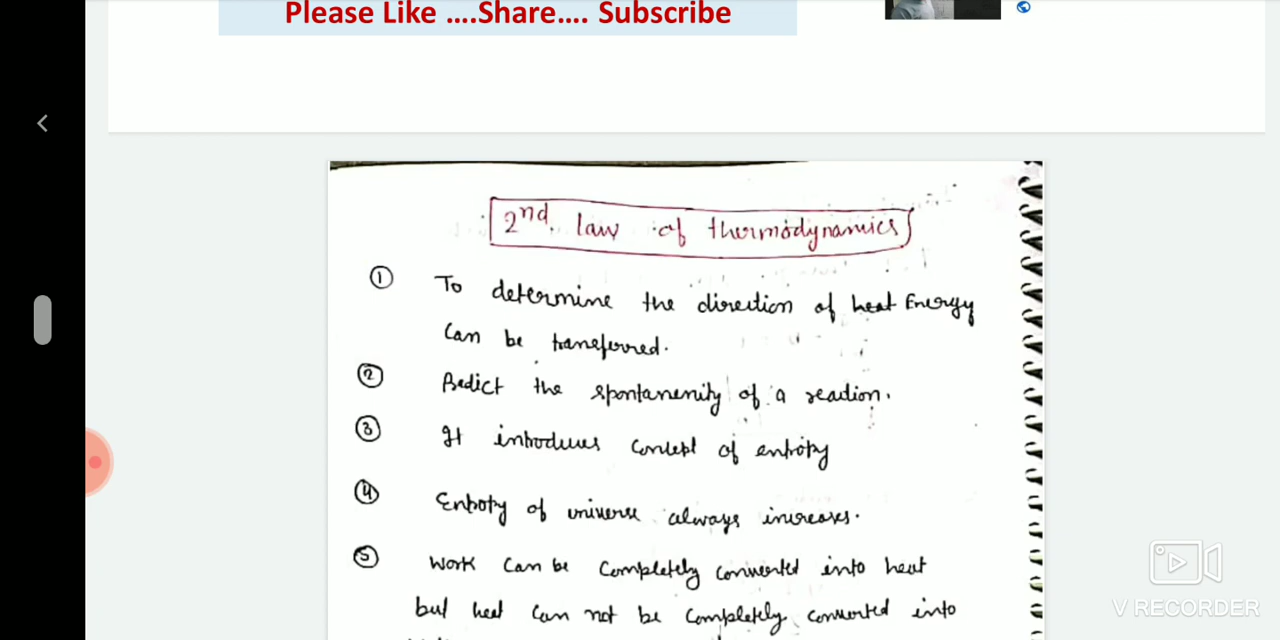 Please Like ....Share.... Subscribe
2nd law of thermodynamics
① To determine the direction of heat Energy
can be transferred.
② Predict the spontanenity of a reaction.
③ It introduces concept of entropy
④ Entropy of universe always increases.
⑤ Work can be completely converted into heat
but heat can not be completely converted into
V RECORDER